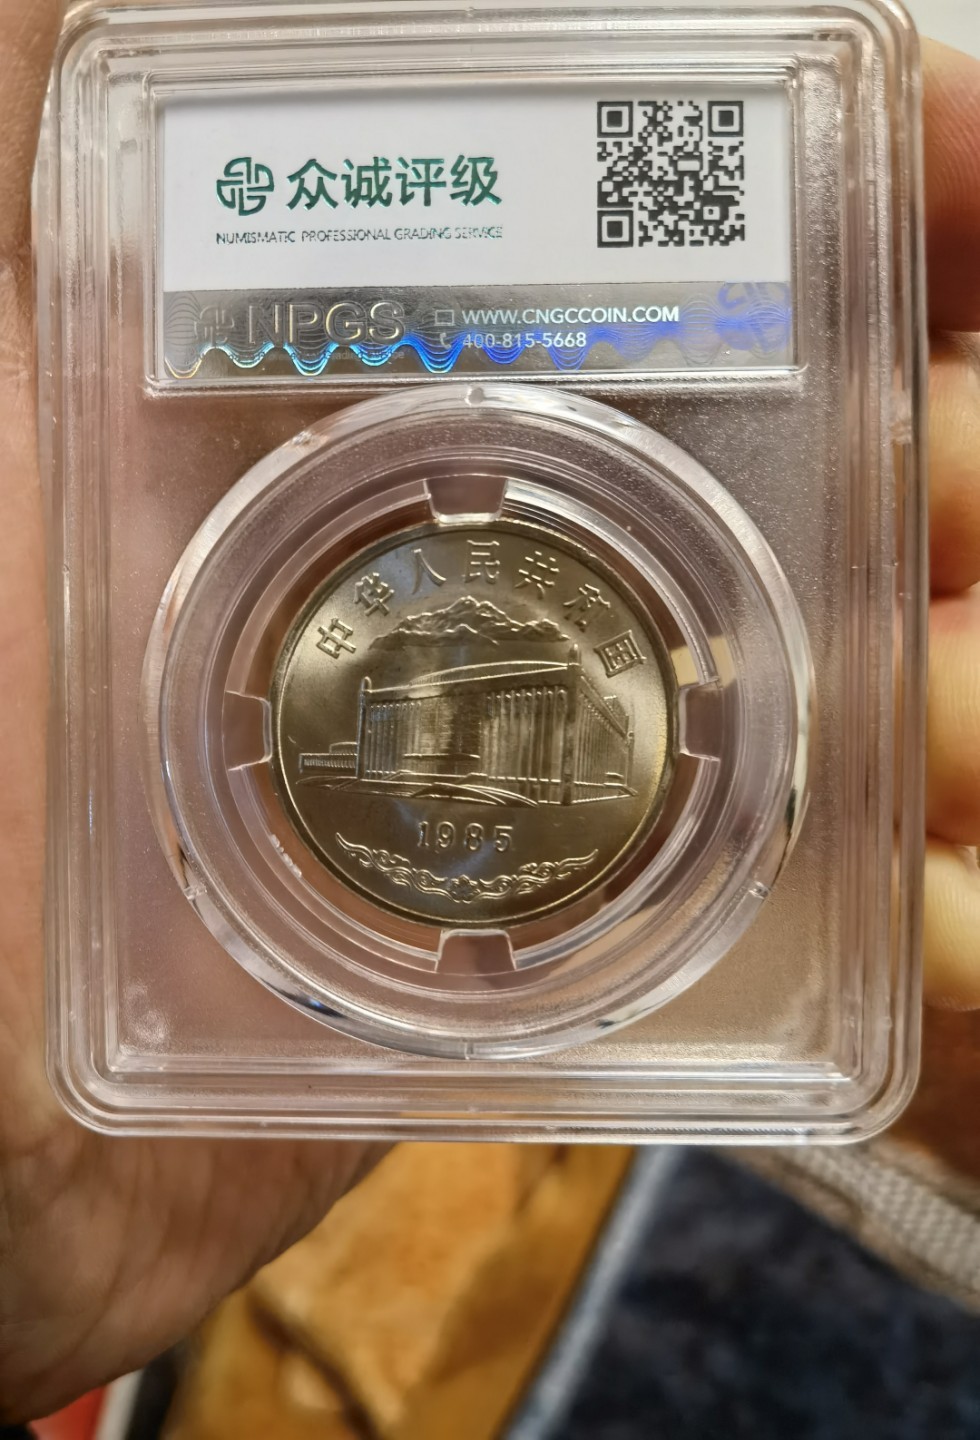 众诚评级
NUMISMATIC PROFESSIONAL GRADING SERVICE
NPGS
WWW.CNGCCOIN.COM
400-815-5668
中华人民共和国
1985